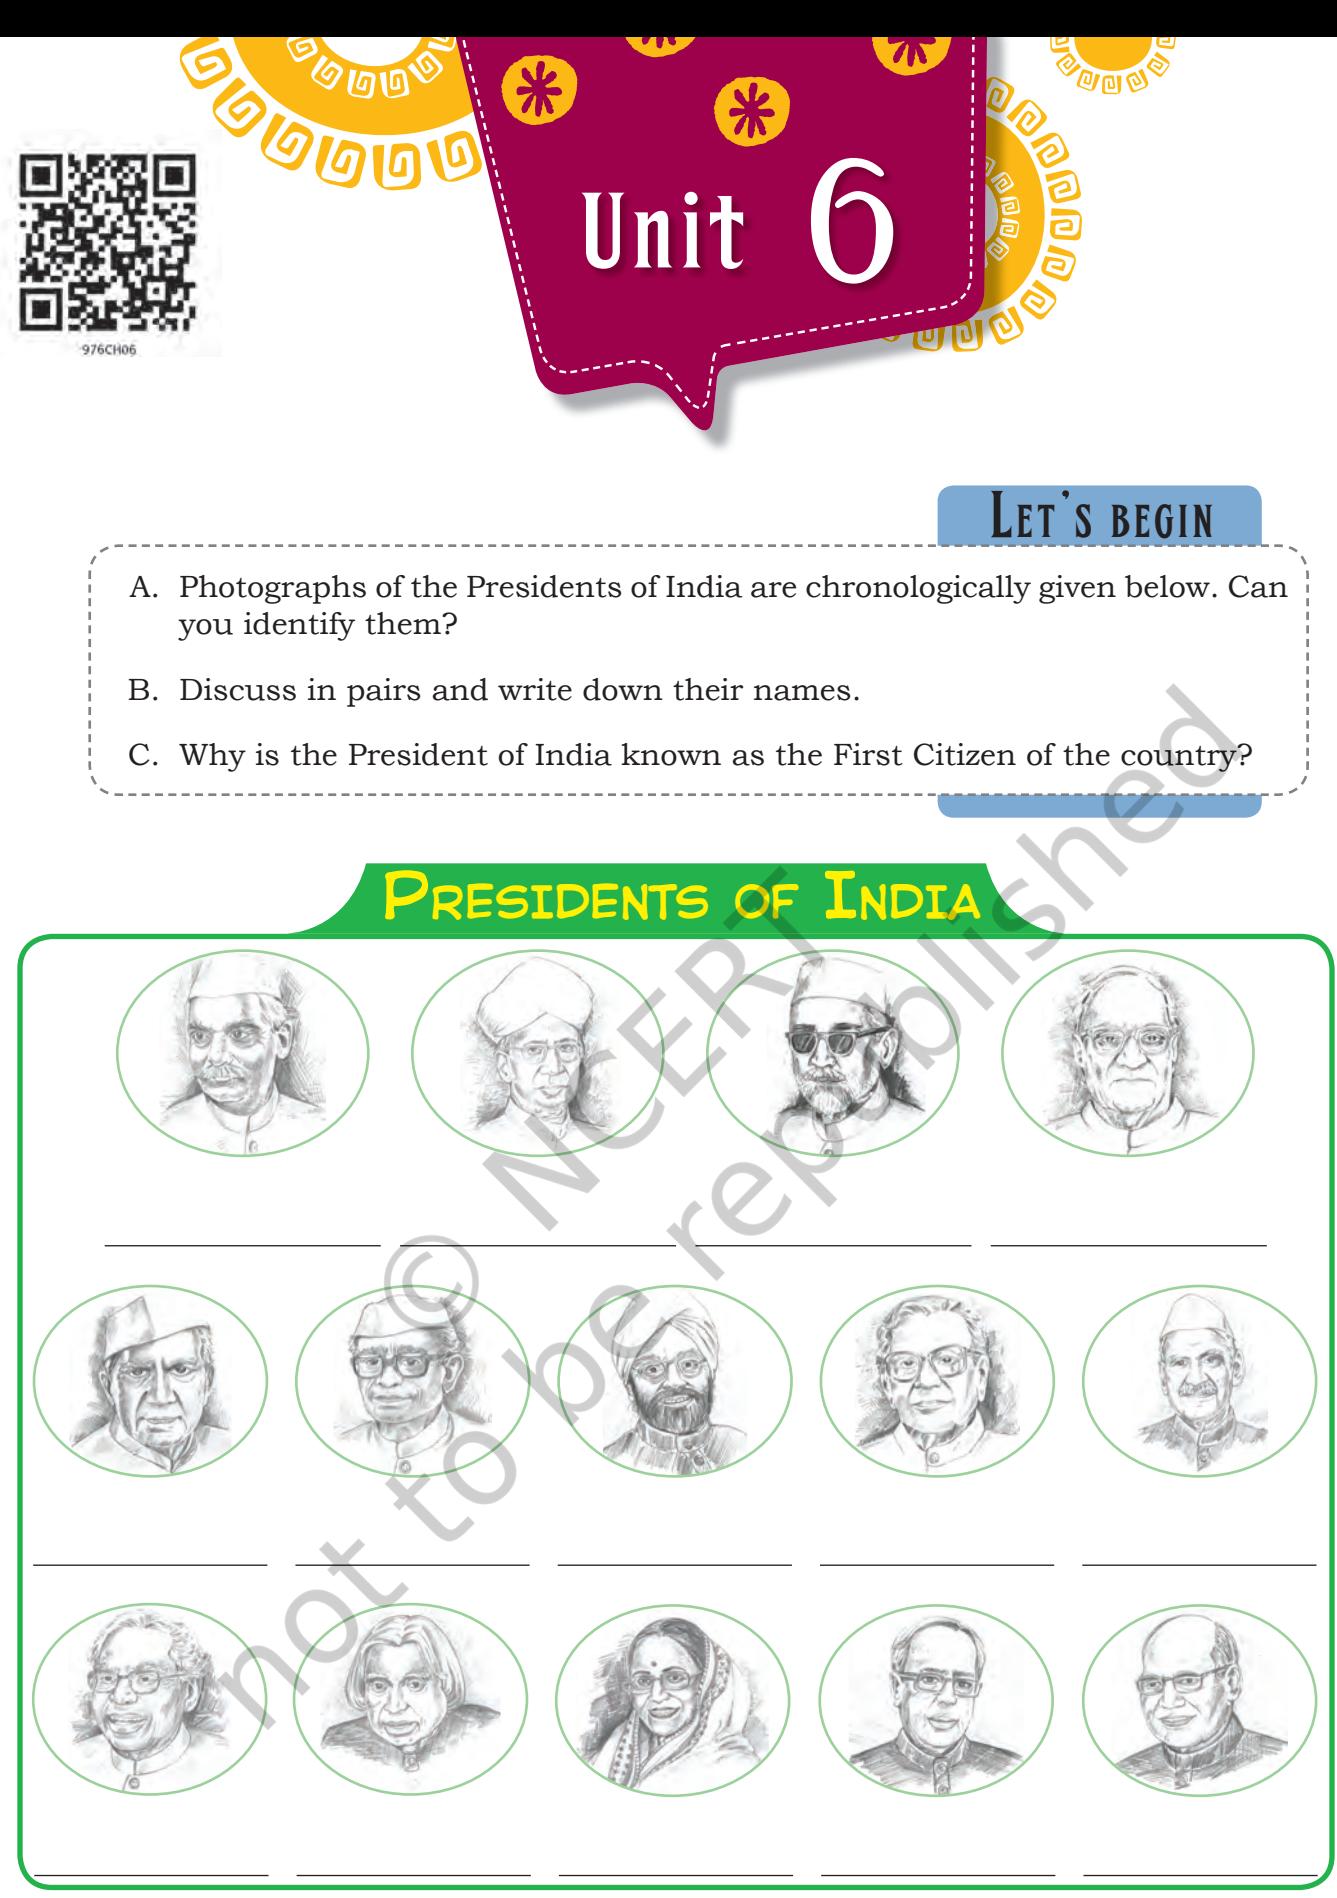 Unit 6
976CH06
LET'S BEGIN
A. Photographs of the Presidents of India are chronologically given below. Can
you identify them?
B. Discuss in pairs and write down their names.
C. Why is the President of India known as the First Citizen of the country?
PRESIDENTS OF INDIA
© NCERT
not to be republished